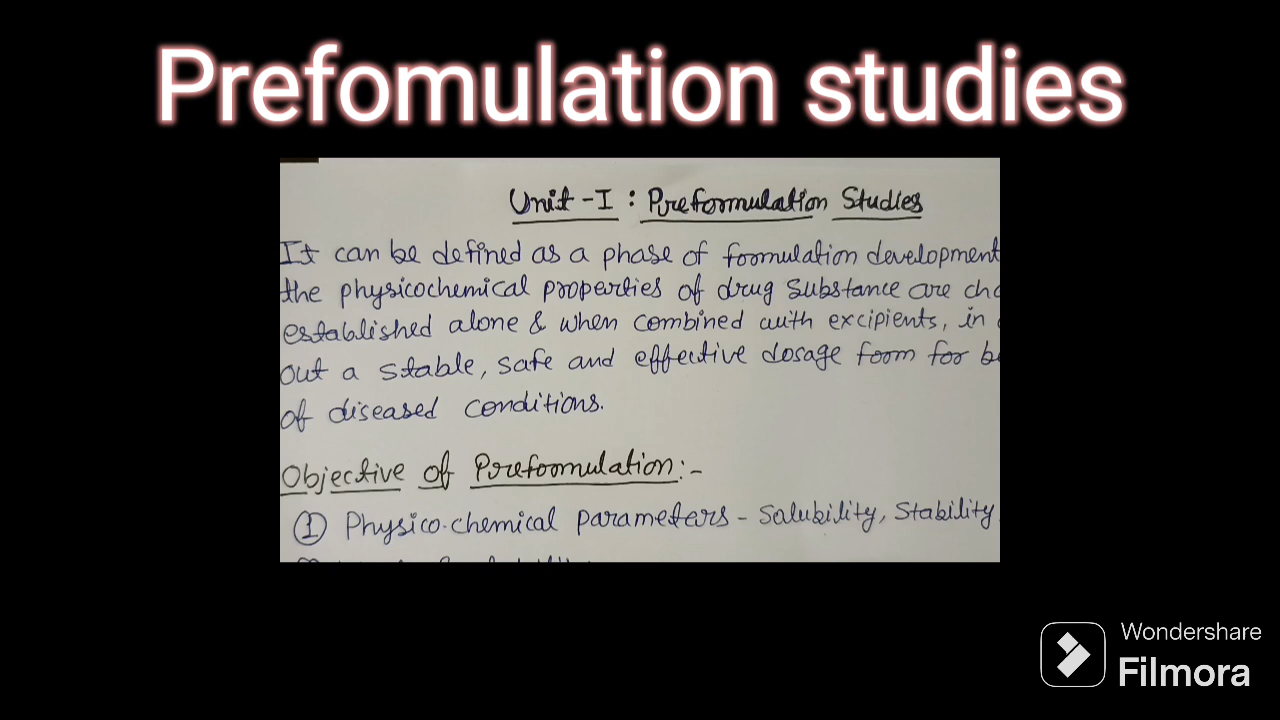 Prefomulation studies
Unit-I : Preformulation Studies
It can be defined as a phase of formulation development
the physicochemical properties of drug substance are cha
established alone & when combined with excipients, in
out a stable, safe and effective dosage form for be
of diseased conditions.
Objective of Preformulation:-
① Physico-chemical parameters - Solubility, Stability
Wondershare
Filmora